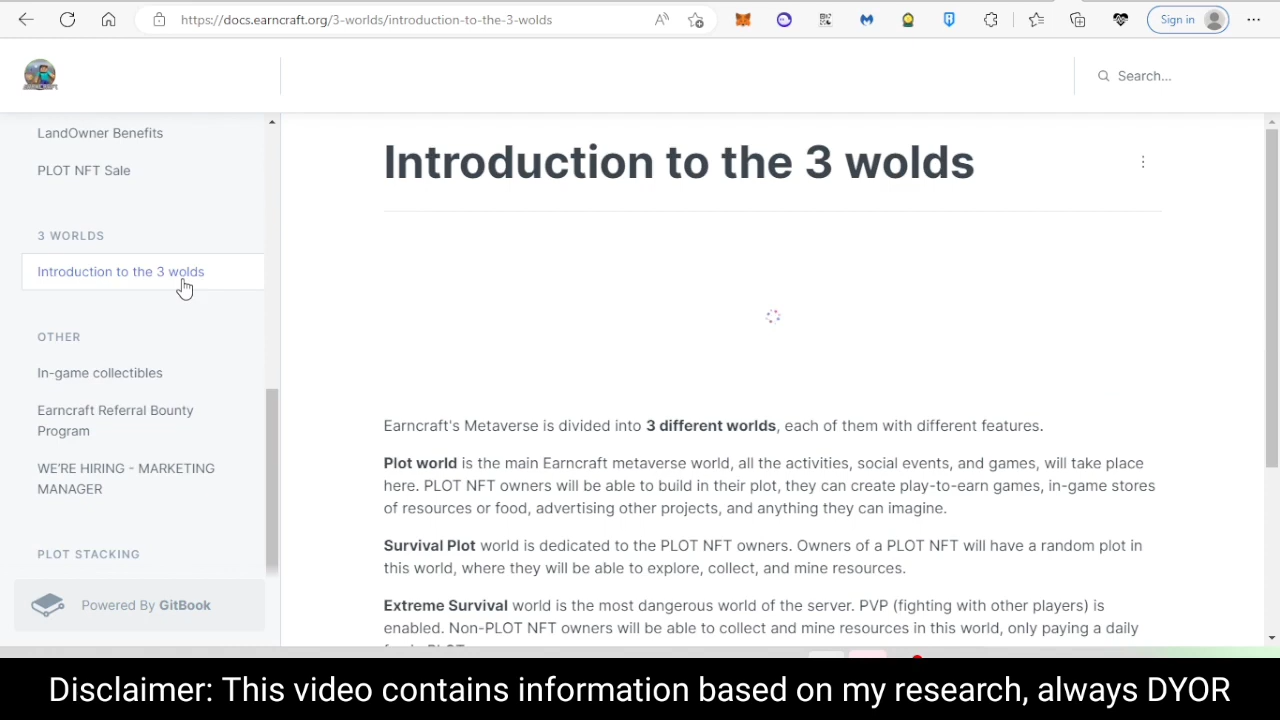 https://docs.earncraft.org/3-worlds/introduction-to-the-3-wolds
Sign in
Search...
LandOwner Benefits
PLOT NFT Sale
3 WORLDS
Introduction to the 3 wolds
OTHER
In-game collectibles
Earncraft Referral Bounty
Program
WE'RE HIRING - MARKETING
MANAGER
PLOT STACKING
Powered By GitBook
Introduction to the 3 wolds
Earncraft's Metaverse is divided into 3 different worlds, each of them with different features.
Plot world is the main Earncraft metaverse world, all the activities, social events, and games, will take place
here. PLOT NFT owners will be able to build in their plot, they can create play-to-earn games, in-game stores
of resources or food, advertising other projects, and anything they can imagine.
Survival Plot world is dedicated to the PLOT NFT owners. Owners of a PLOT NFT will have a random plot in
this world, where they will be able to explore, collect, and mine resources.
Extreme Survival world is the most dangerous world of the server. PVP (fighting with other players) is
enabled. Non-PLOT NFT owners will be able to collect and mine resources in this world, only paying a daily
Disclaimer: This video contains information based on my research, always DYOR